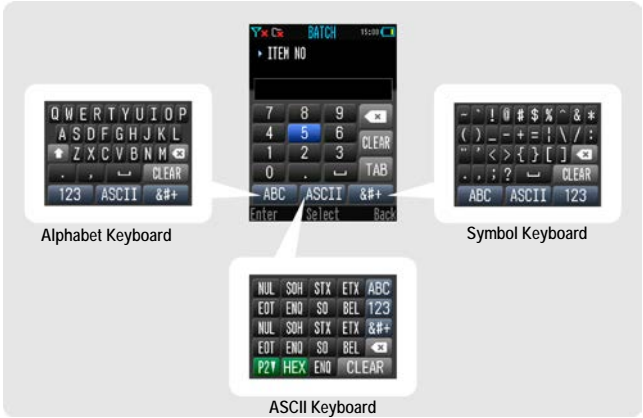 BATCH 15:00
ITEM NO
7 8 9
4 5 6 CLEAR
1 2 3
0 . TAB
ABC ASCII &#+
Enter Select Back
Q W E R T Y U I O P
A S D F G H J K L
Z X C V B N M
. , CLEAR
123 ASCII &#+
Alphabet Keyboard
~ ` ! @ # $ % ^ & *
( ) _ - + = | \ / :
" ' < > { } [ ]
. , ; ? CLEAR
ABC ASCII 123
Symbol Keyboard
NUL SOH STX ETX ABC
EOT ENQ SO BEL 123
NUL SOH STX ETX &#+
EOT ENQ SO BEL
P2▼ HEX ENQ CLEAR
ASCII Keyboard